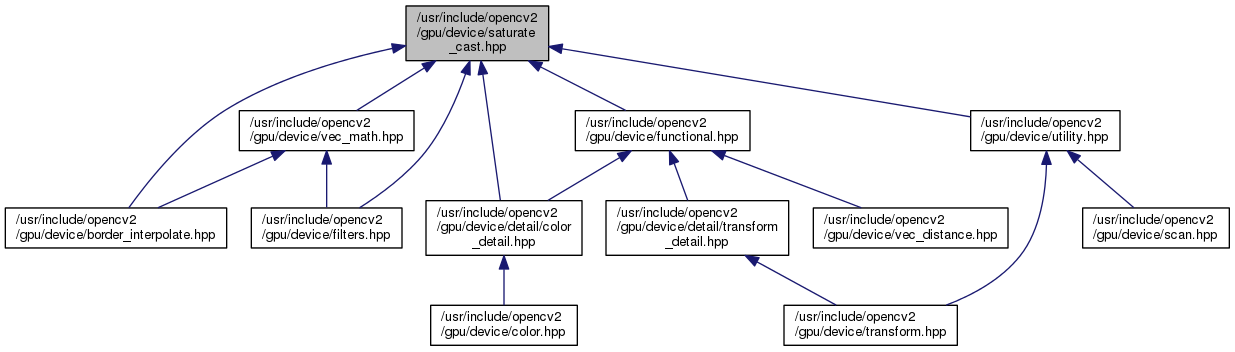 /usr/include/opencv2
/gpu/device/saturate
_cast.hpp
/usr/include/opencv2
/gpu/device/vec_math.hpp
/usr/include/opencv2
/gpu/device/functional.hpp
/usr/include/opencv2
/gpu/device/utility.hpp
/usr/include/opencv2
/gpu/device/border_interpolate.hpp
/usr/include/opencv2
/gpu/device/filters.hpp
/usr/include/opencv2
/gpu/device/detail/color
_detail.hpp
/usr/include/opencv2
/gpu/device/detail/transform
_detail.hpp
/usr/include/opencv2
/gpu/device/vec_distance.hpp
/usr/include/opencv2
/gpu/device/scan.hpp
/usr/include/opencv2
/gpu/device/color.hpp
/usr/include/opencv2
/gpu/device/transform.hpp